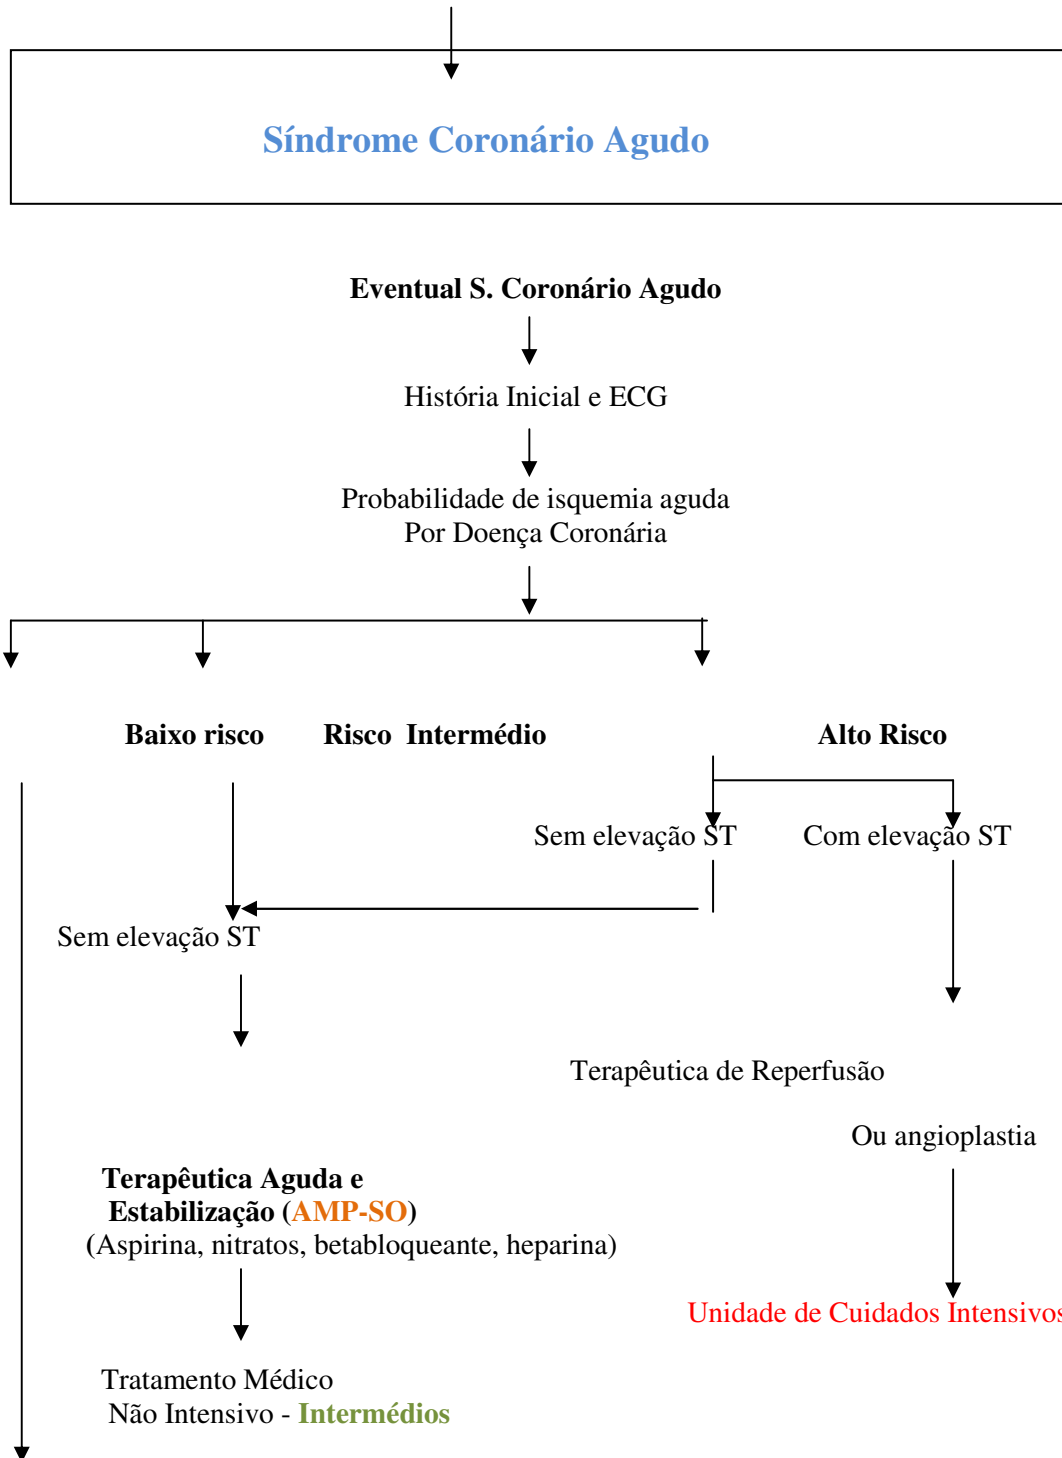 Síndrome Coronário Agudo
Eventual S. Coronário Agudo
História Inicial e ECG
Probabilidade de isquemia aguda
Por Doença Coronária
Baixo risco Risco Intermédio Alto Risco
Sem elevação ST Com elevação ST
Sem elevação ST
Terapêutica de Reperfusão
Ou angioplastia
Terapêutica Aguda e
Estabilização (AMP-SO)
(Aspirina, nitratos, betabloqueante, heparina)
Unidade de Cuidados Intensivos
Tratamento Médico
Não Intensivo - Intermédios